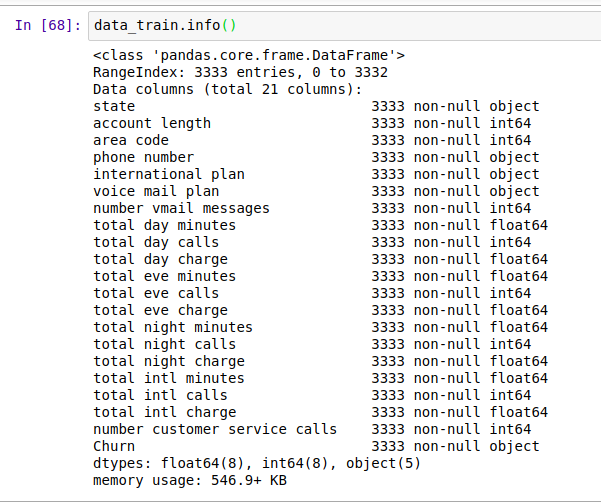 In [68]: data_train.info()
<class 'pandas.core.frame.DataFrame'>
RangeIndex: 3333 entries, 0 to 3332
Data columns (total 21 columns):
state                            3333 non-null object
account length                   3333 non-null int64
area code                        3333 non-null int64
phone number                     3333 non-null object
international plan               3333 non-null object
voice mail plan                  3333 non-null object
number vmail messages            3333 non-null int64
total day minutes                3333 non-null float64
total day calls                  3333 non-null int64
total day charge                 3333 non-null float64
total eve minutes                3333 non-null float64
total eve calls                  3333 non-null int64
total eve charge                 3333 non-null float64
total night minutes              3333 non-null float64
total night calls                3333 non-null int64
total night charge               3333 non-null float64
total intl minutes               3333 non-null float64
total intl calls                 3333 non-null int64
total intl charge                3333 non-null float64
number customer service calls    3333 non-null int64
Churn                            3333 non-null object
dtypes: float64(8), int64(8), object(5)
memory usage: 546.9+ KB